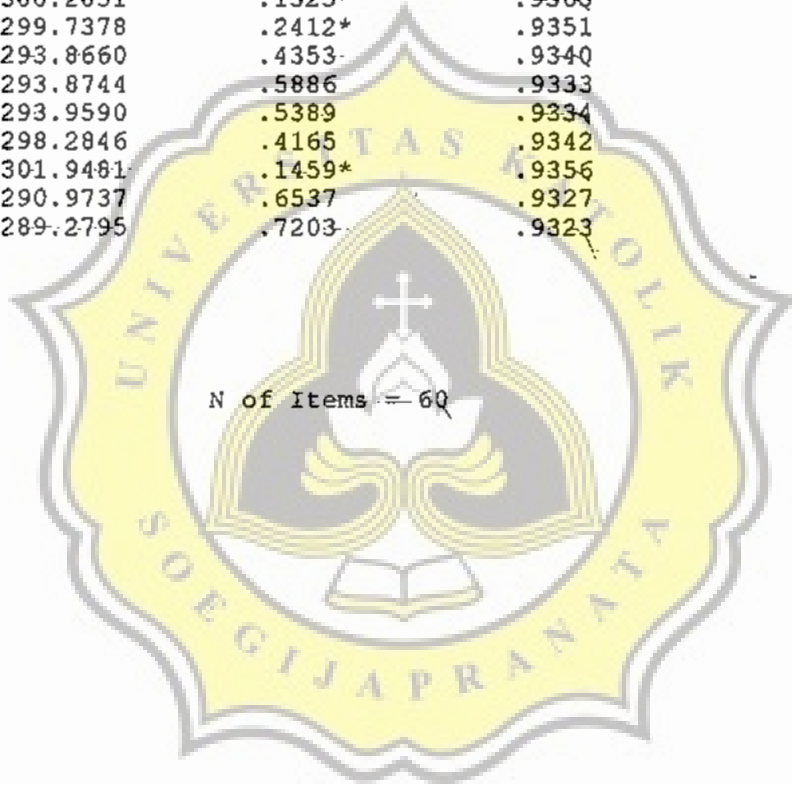 299.7378 .2412* .9351
293.8660 .4353 .9340
293.8744 .5886 .9333
293.9590 .5389 .9334
298.2846 .4165 .9342
301.9481 .1459* .9356
290.9737 .6537 .9327
289.2795 .7203 .9323
N of Items = 60
UNIVERSITAS KATOLIK
SOEGIJAPRANATA